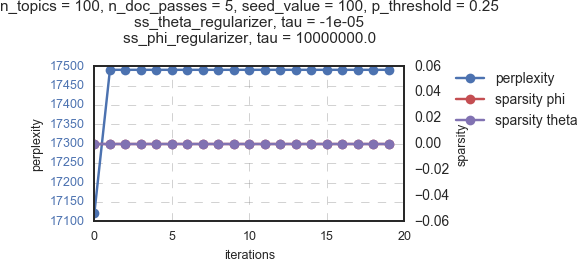 n_topics = 100, n_doc_passes = 5, seed_value = 100, p_threshold = 0.25
ss_theta_regularizer, tau = -1e-05
ss_phi_regularizer, tau = 10000000.0
17500
17450
17400
17350
17300
17250
17200
17150
17100
perplexity
0
5
10
15
20
iterations
0.06
0.04
0.02
0.00
−0.02
−0.04
−0.06
sparsity
perplexity
sparsity phi
sparsity theta